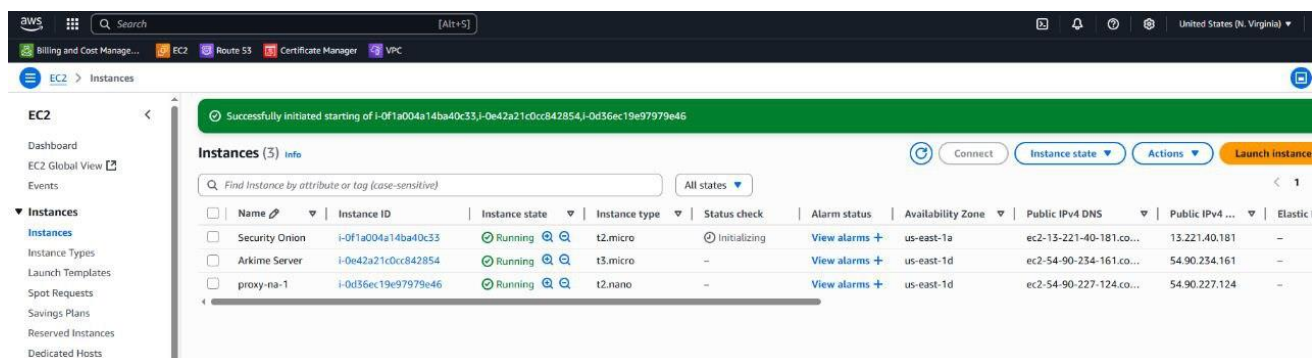 aws Search [Alt+S] United States (N. Virginia)
Billing and Cost Manage... EC2 Route 53 Certificate Manager VPC
EC2 > Instances
EC2
Dashboard
EC2 Global View
Events
Instances
Instances
Instance Types
Launch Templates
Spot Requests
Savings Plans
Reserved Instances
Dedicated Hosts
Successfully initiated starting of i-0f1a004a14ba40c33,i-0e42a21c0cc842854,i-0d36ec19e97979e46
Instances (3) Info Connect Instance state Actions Launch instance
Find Instance by attribute or tag (case-sensitive) All states < 1
Name Instance ID Instance state Instance type Status check Alarm status Availability Zone Public IPv4 DNS Public IPv4 ... Elastic
Security Onion i-0f1a004a14ba40c33 Running t2.micro Initializing View alarms + us-east-1a ec2-13-221-40-181.co... 13.221.40.181 –
Arkime Server i-0e42a21c0cc842854 Running t3.micro – View alarms + us-east-1d ec2-54-90-234-161.co... 54.90.234.161 –
proxy-na-1 i-0d36ec19e97979e46 Running t2.nano – View alarms + us-east-1d ec2-54-90-227-124.co... 54.90.227.124 –